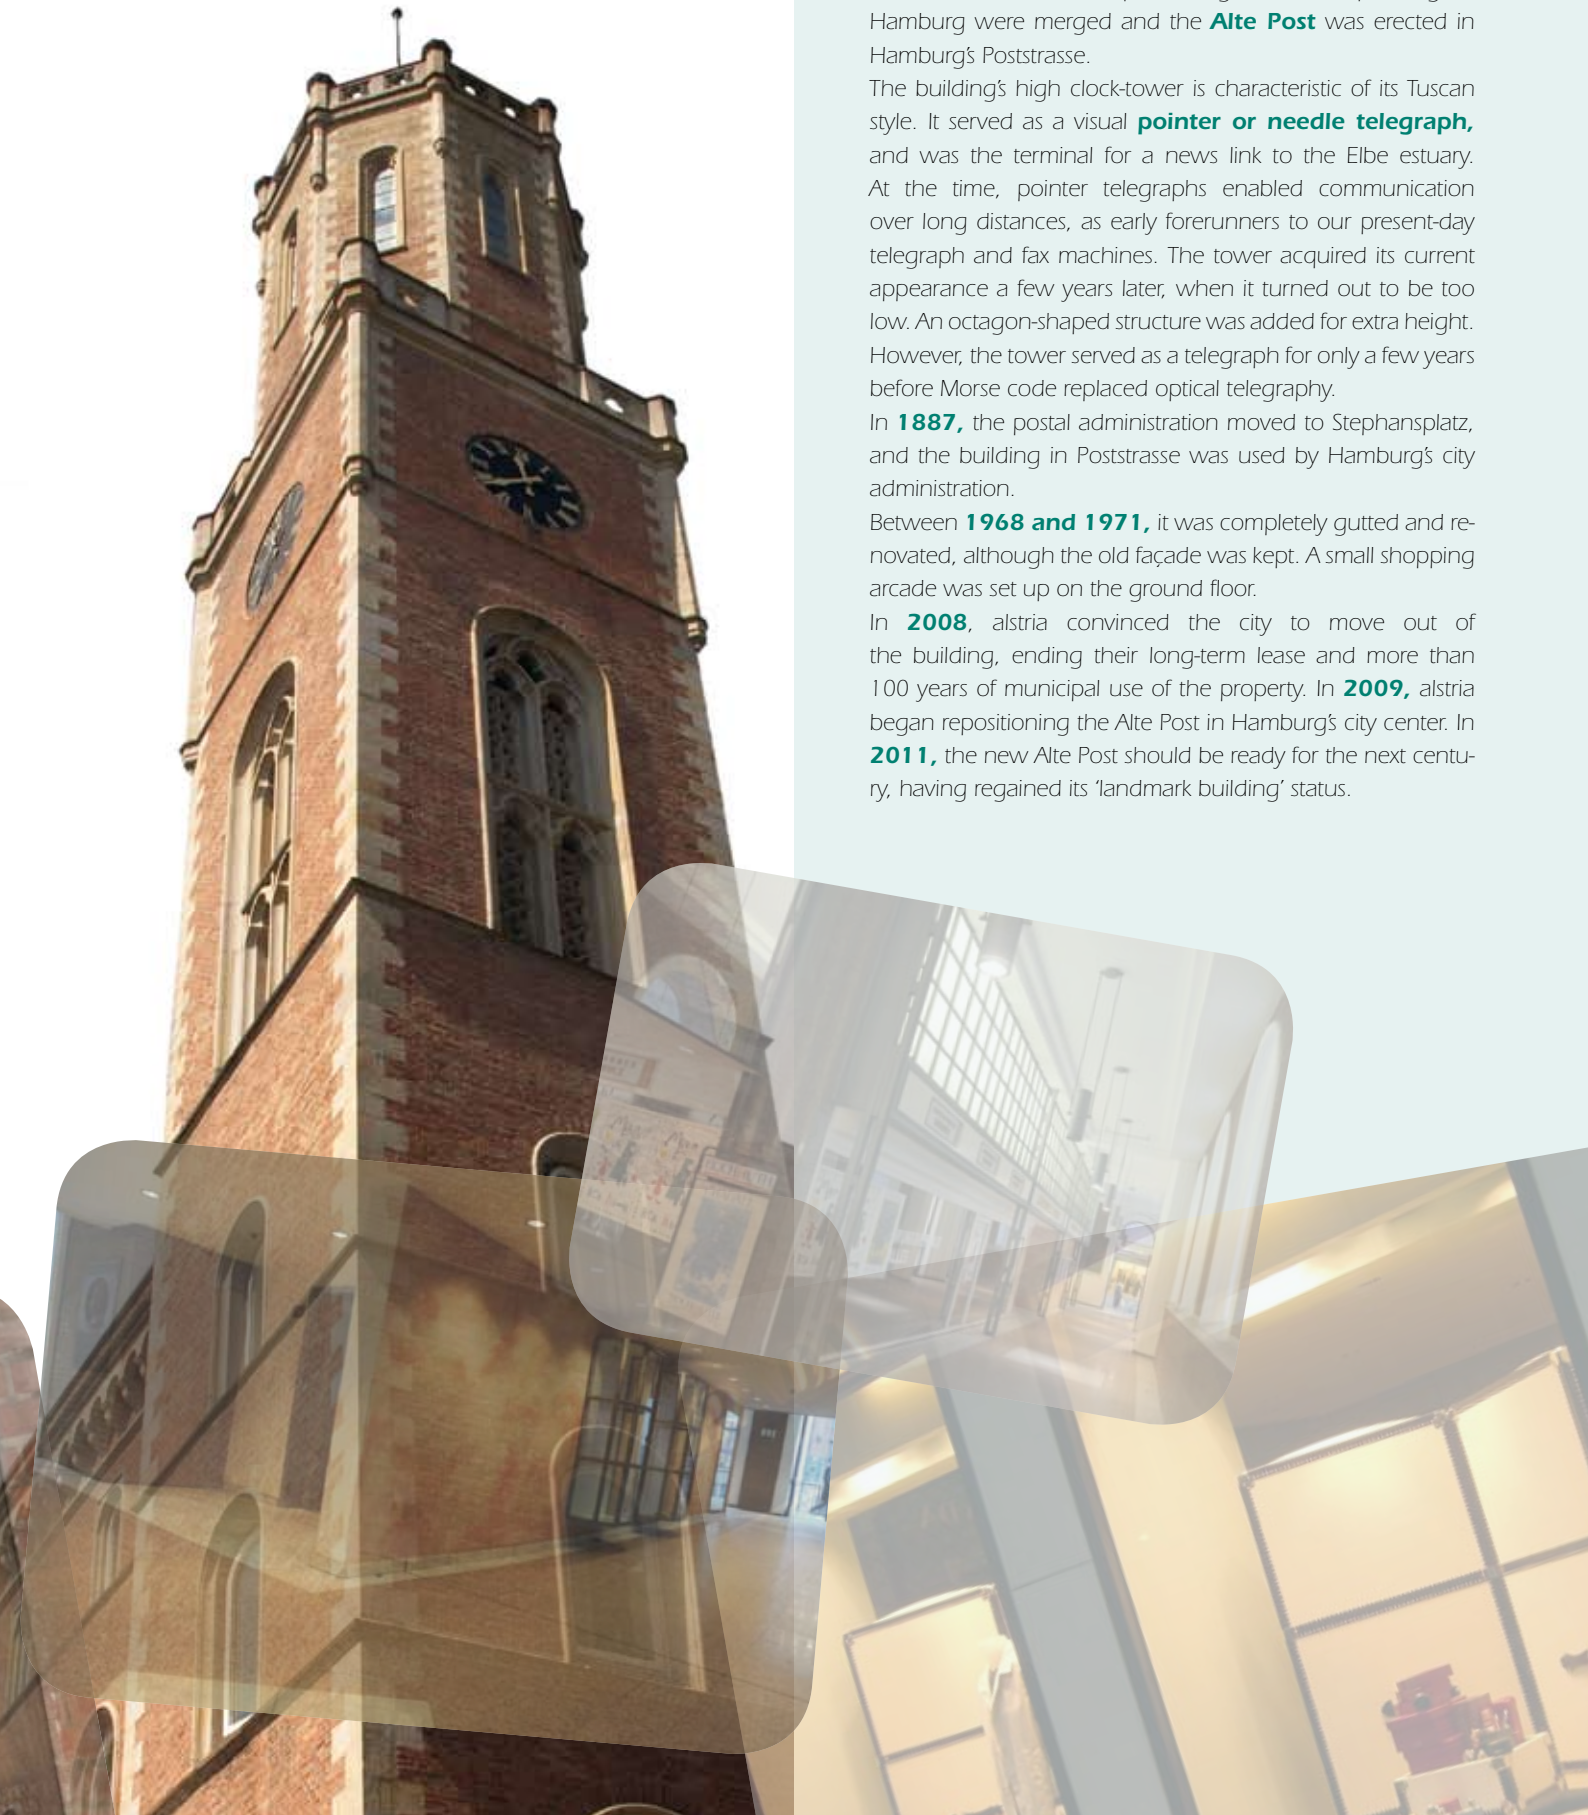 Hamburg were merged and the Alte Post was erected in
Hamburg's Poststrasse.
The building's high clock-tower is characteristic of its Tuscan
style. It served as a visual pointer or needle telegraph,
and was the terminal for a news link to the Elbe estuary.
At the time, pointer telegraphs enabled communication
over long distances, as early forerunners to our present-day
telegraph and fax machines. The tower acquired its current
appearance a few years later, when it turned out to be too
low. An octagon-shaped structure was added for extra height.
However, the tower served as a telegraph for only a few years
before Morse code replaced optical telegraphy.
In 1887, the postal administration moved to Stephansplatz,
and the building in Poststrasse was used by Hamburg's city
administration.
Between 1968 and 1971, it was completely gutted and re-
novated, although the old façade was kept. A small shopping
arcade was set up on the ground floor.
In 2008, alstria convinced the city to move out of
the building, ending their long-term lease and more than
100 years of municipal use of the property. In 2009, alstria
began repositioning the Alte Post in Hamburg's city center. In
2011, the new Alte Post should be ready for the next centu-
ry, having regained its ‘landmark building’ status.